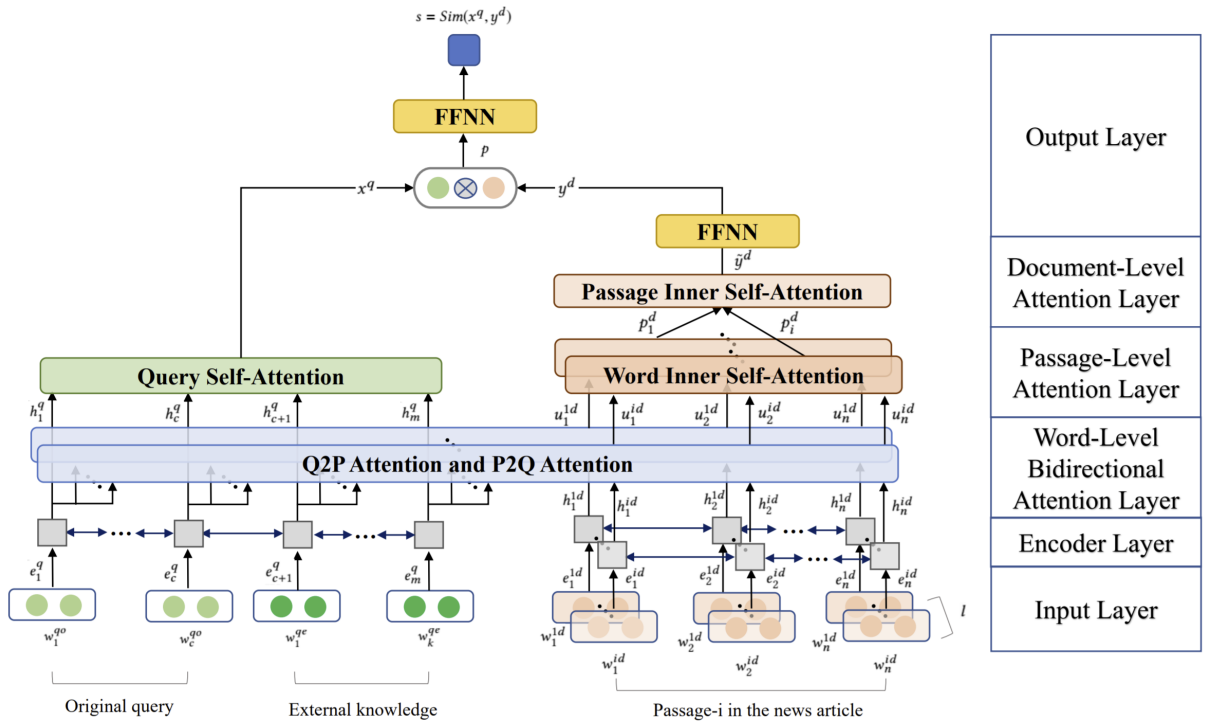 s = Sim(x^q, y^d)
FFNN
p
x^q
y^d
FFNN
ỹ^d
Passage Inner Self-Attention
p_1^d p_i^d
Query Self-Attention
Word Inner Self-Attention
h_1^q h_c^q h_{c+1}^q h_m^q u_1^{1d} u_1^{id} u_2^{1d} u_2^{id} u_n^{1d} u_n^{id}
Q2P Attention and P2Q Attention
h_1^{1d} h_1^{id} h_2^{1d} h_2^{id} h_n^{1d} h_n^{id}
e_1^q e_c^q e_{c+1}^q e_m^q e_1^{1d} e_1^{id} e_2^{1d} e_2^{id} e_n^{1d} e_n^{id}
l
w_1^{qo} w_c^{qo} w_1^{qe} w_k^{qe} w_1^{1d} w_2^{1d} w_n^{1d}
w_1^{id} w_2^{id} w_n^{id}
Original query
External knowledge
Passage-i in the news article
Output Layer
Document-Level
Attention Layer
Passage-Level
Attention Layer
Word-Level
Bidirectional
Attention Layer
Encoder Layer
Input Layer